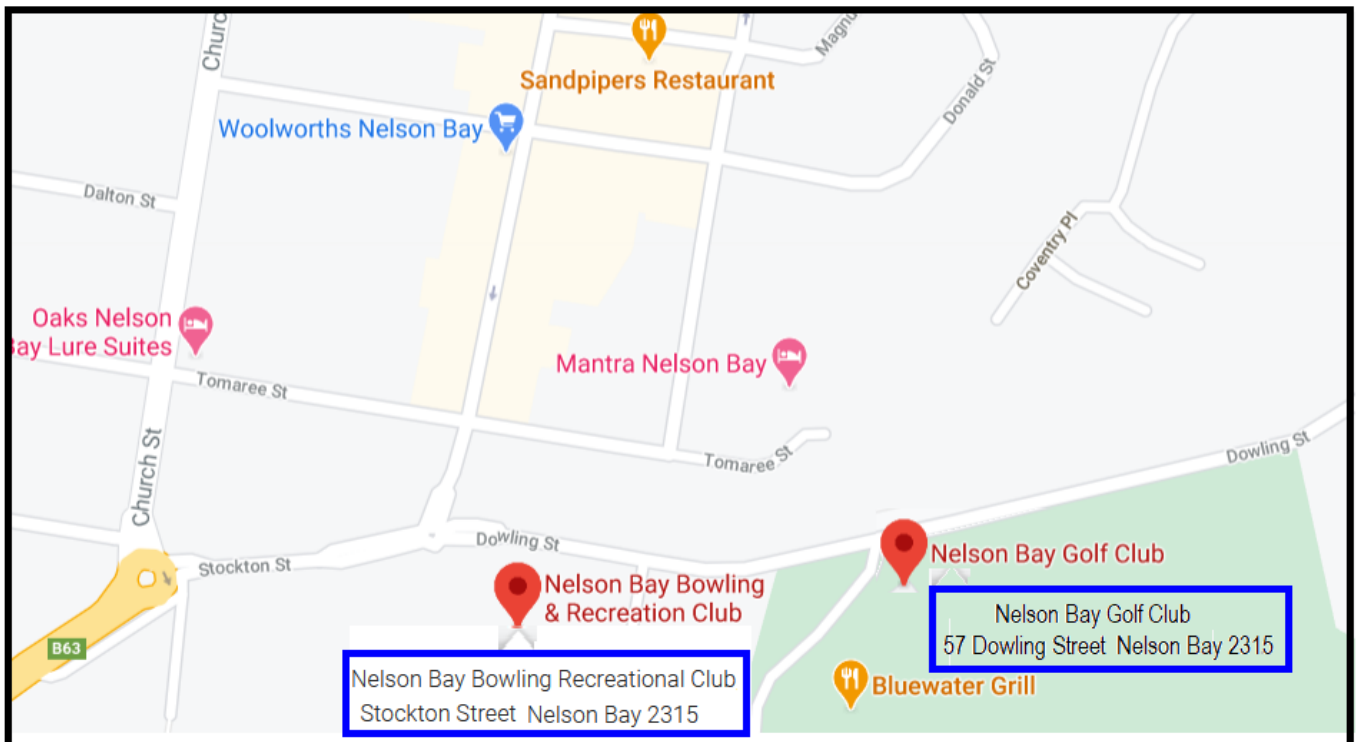 Churc
Sandpipers Restaurant
Magnu
Donald St
Woolworths Nelson Bay
Dalton St
Coventry Pl
Oaks Nelson
Bay Lure Suites
Mantra Nelson Bay
Tomaree St
Church St
Tomaree St
Dowling St
Dowling St
Stockton St
Nelson Bay Golf Club
Nelson Bay Bowling
& Recreation Club
B63
Nelson Bay Golf Club
57 Dowling Street Nelson Bay 2315
Nelson Bay Bowling Recreational Club
Stockton Street Nelson Bay 2315
Bluewater Grill